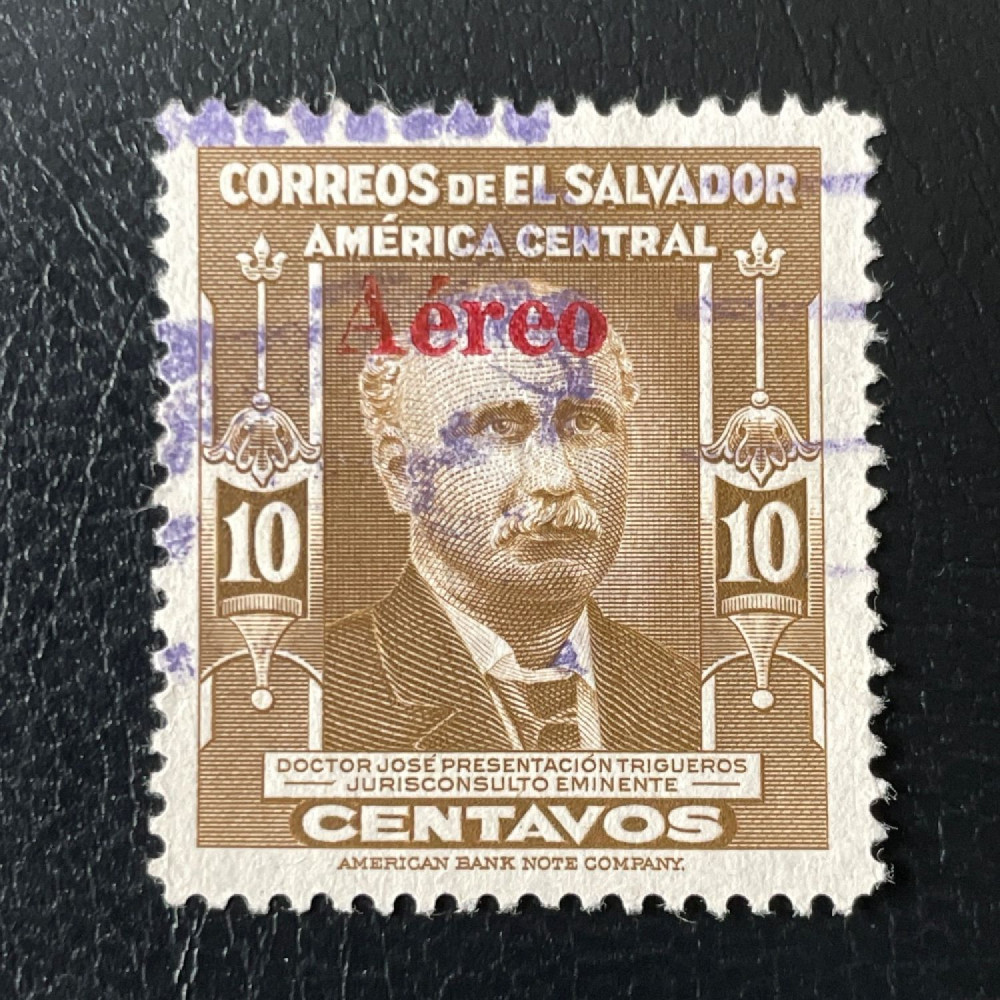 CORREOS DE EL SALVADOR
AMÉRICA CENTRAL
Aéreo
10 10
DOCTOR JOSÉ PRESENTACIÓN TRIGUEROS
JURISCONSULTO EMINENTE
CENTAVOS
AMERICAN BANK NOTE COMPANY.